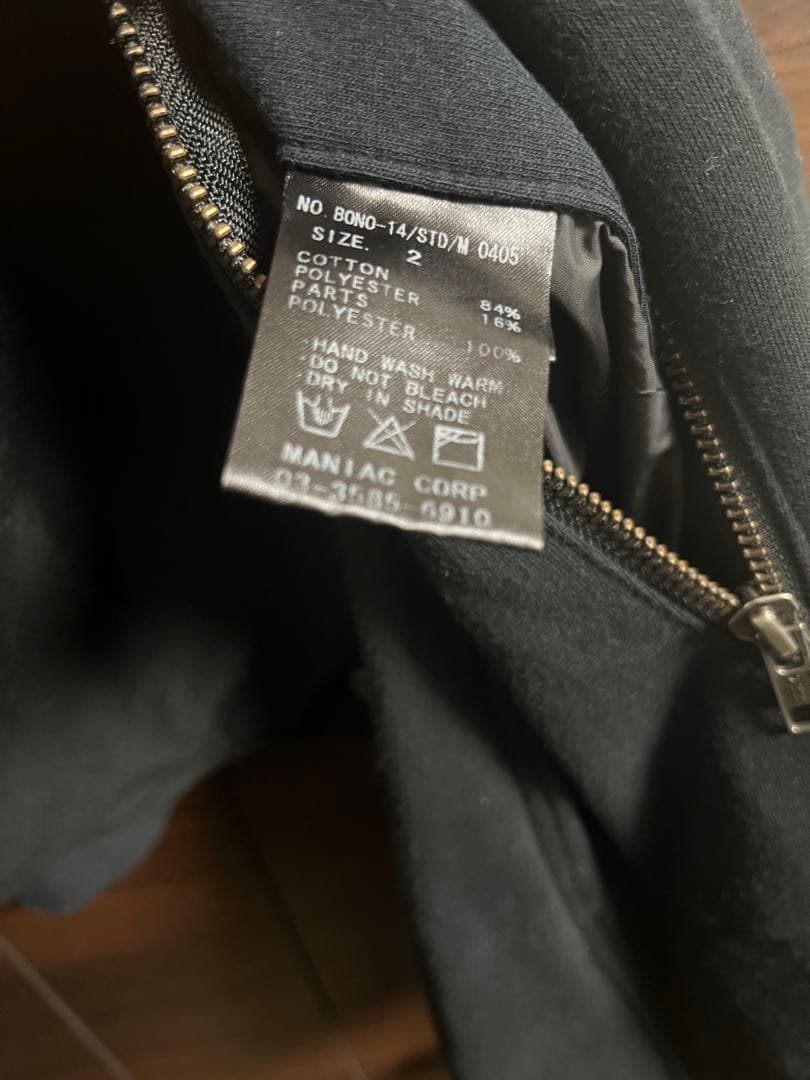 NO. BONO-14/STD/M 0405
SIZE. 2
COTTON 84%
POLYESTER 16%
PARTS
POLYESTER 100%
·HAND WASH WARM
·DO NOT BLEACH
·DRY IN SHADE
MANIAC CORP
03-3585-6910